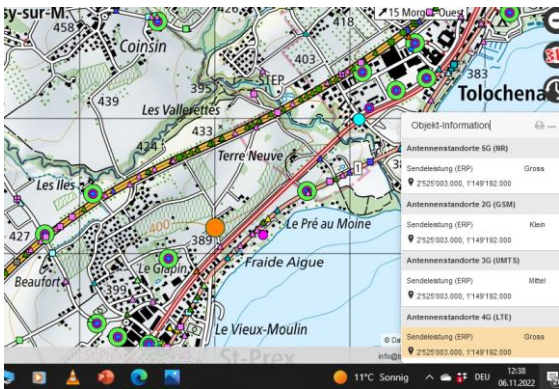 sy-sur-M.
458
15 Morges-Ouest
418
Coinsin
403
STEP
383
395
439
Tolochena
Les Vallerettes
433
424
Terre Neuve
1
Les Iles
400
427
389
Le Pré au Moine
Le Glapin
Fraide Aigue
Beaufort
399
Le Vieux-Moulin
St-Prex
© Da
info@
Objekt-Information
Antennenstandorte 5G (NR)
Sendeleistung (ERP) Gross
2'525'003.000, 1'149'192.000
Antennenstandorte 2G (GSM)
Sendeleistung (ERP) Klein
2'525'003.000, 1'149'192.000
Antennenstandorte 3G (UMTS)
Sendeleistung (ERP) Mittel
2'525'003.000, 1'149'192.000
Antennenstandorte 4G (LTE)
Sendeleistung (ERP) Gross
2'525'003.000, 1'149'192.000
11°C Sonnig
DEU
12:38
06.11.2022